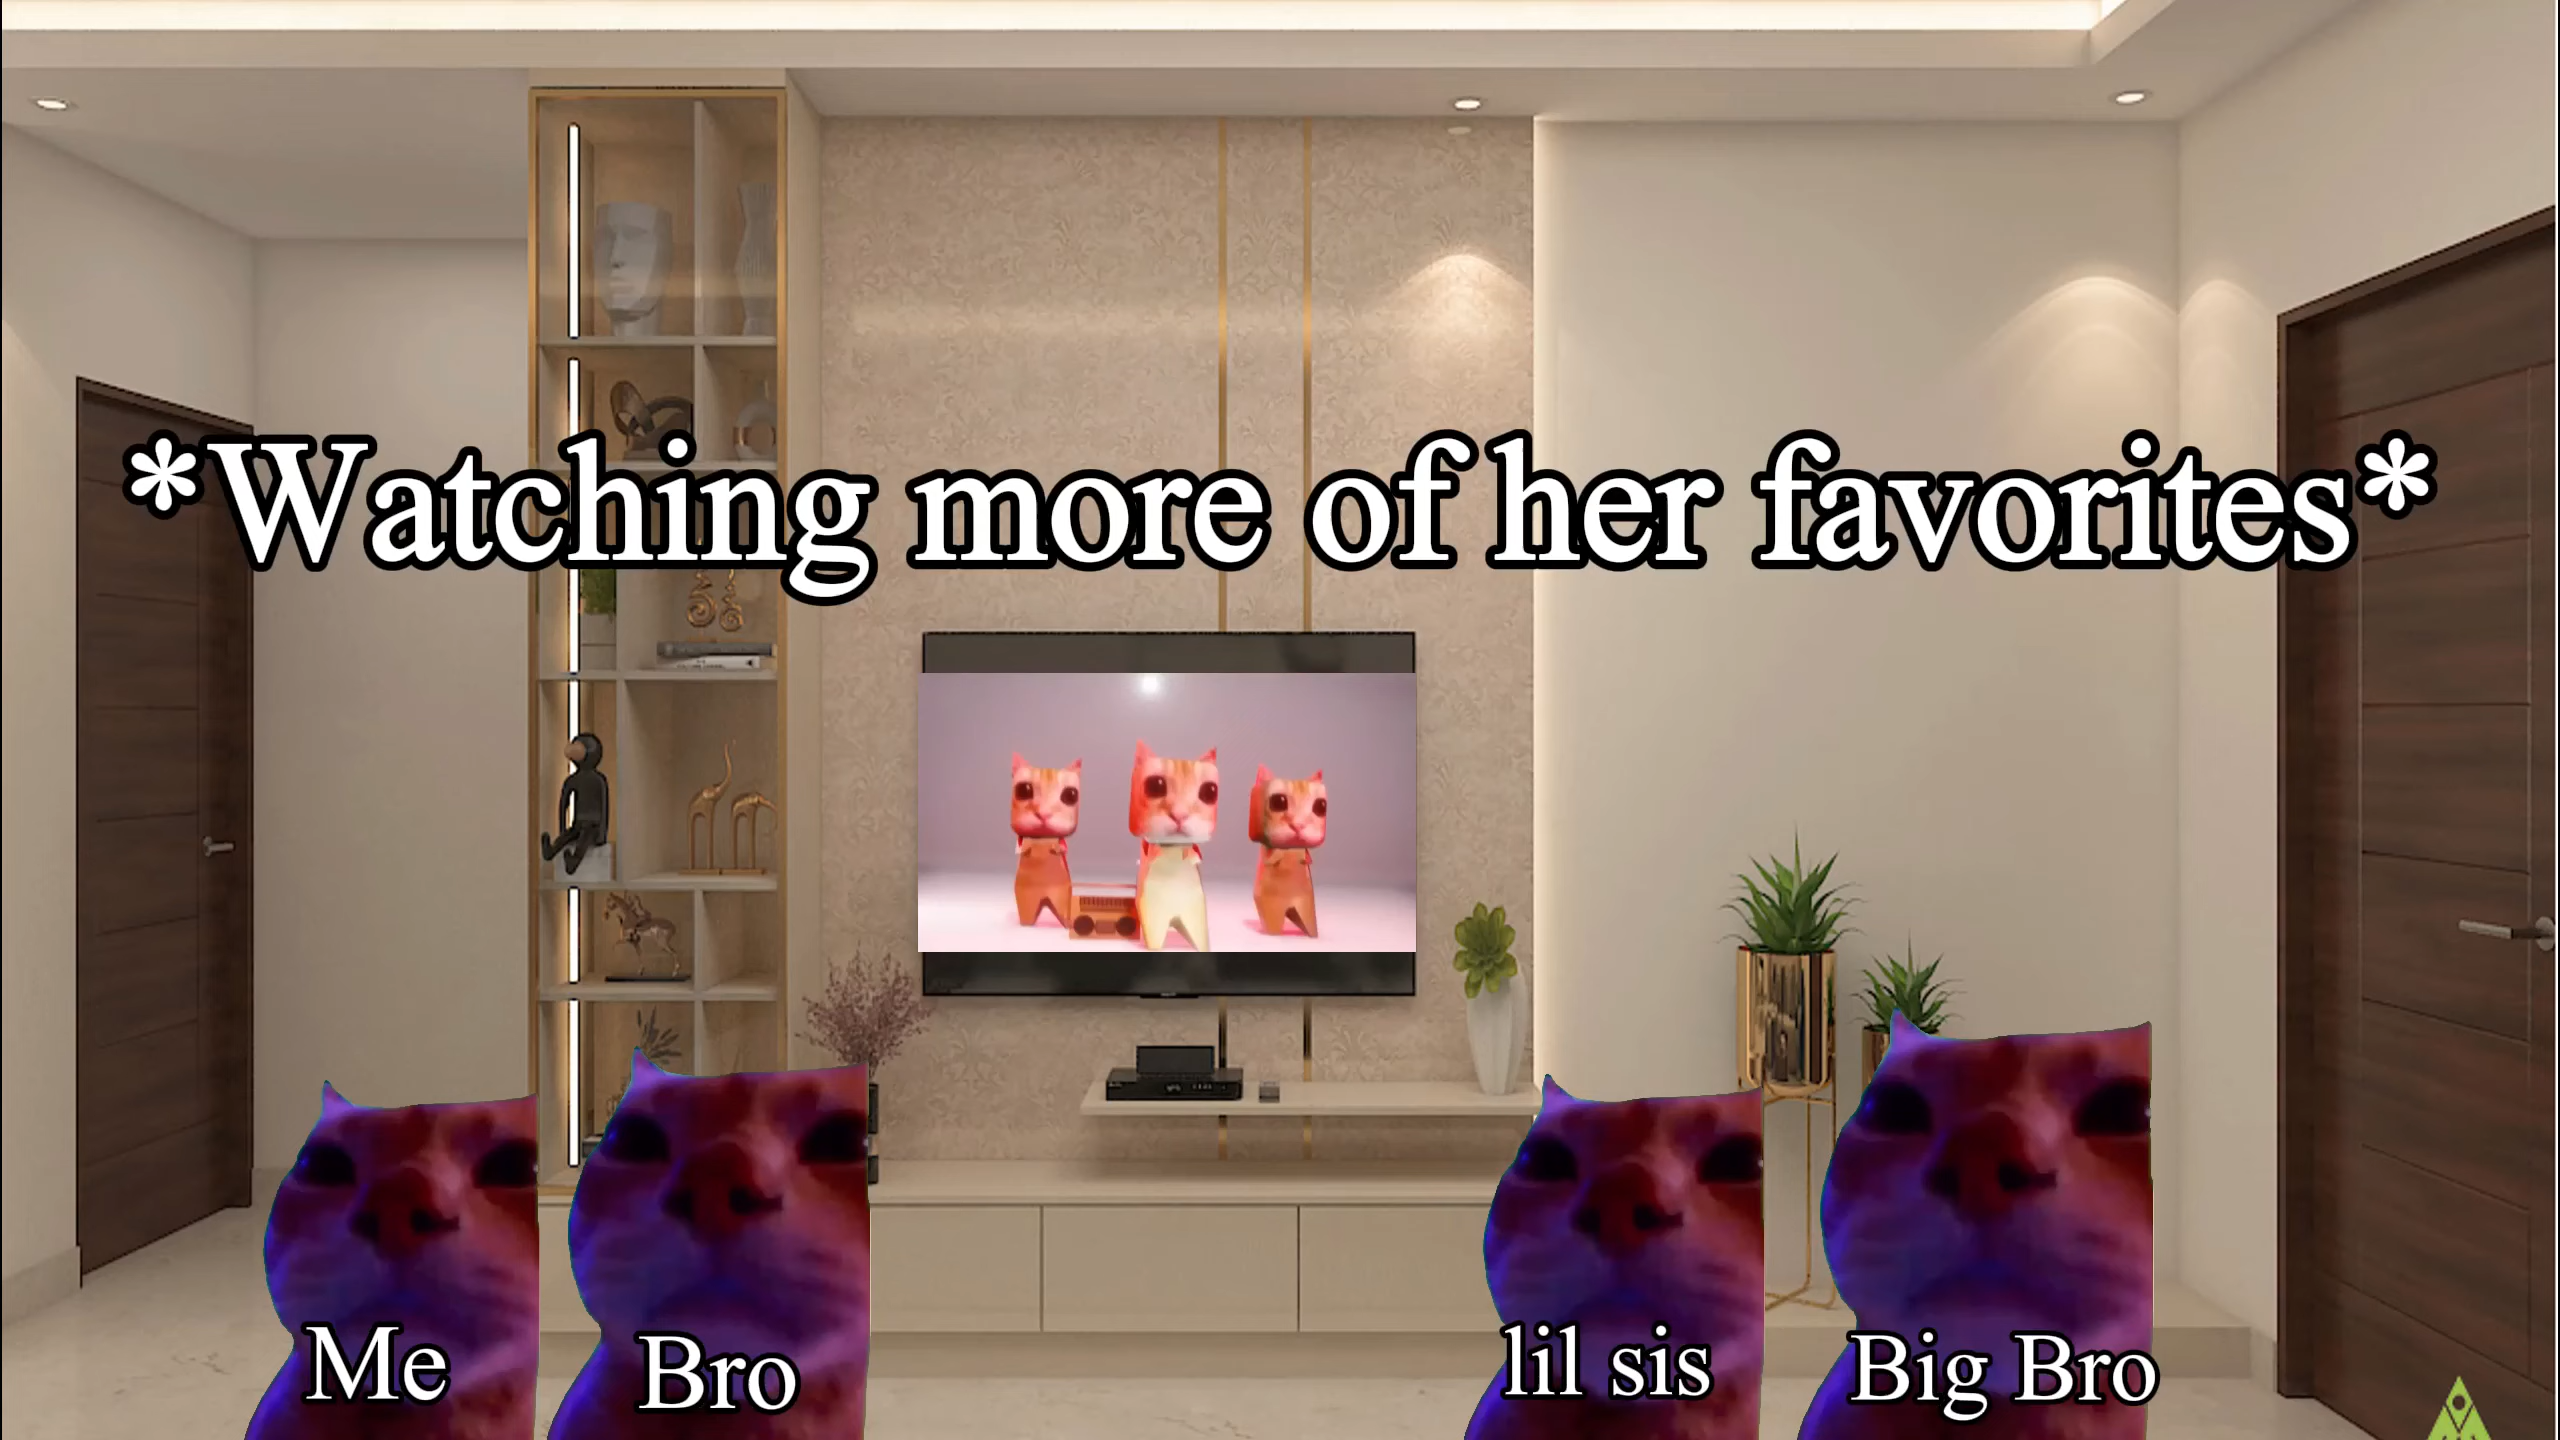 *Watching more of her favorites*
Me
Bro
lil sis
Big Bro